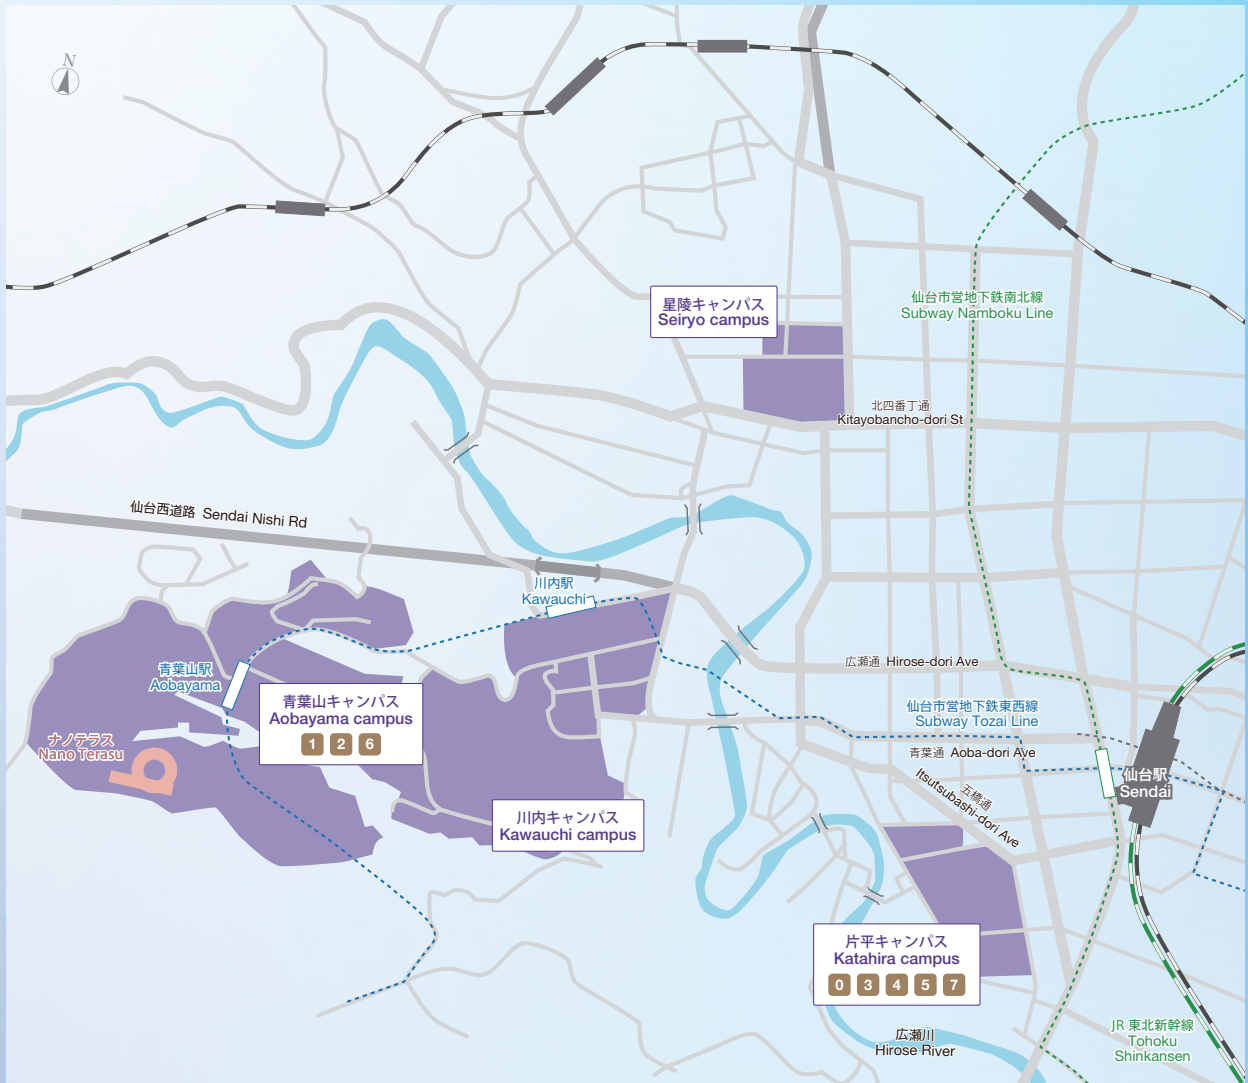 N
星陵キャンパス
Seiryo campus
仙台市営地下鉄南北線
Subway Namboku Line
北四番丁通
Kitayobancho-dori St
仙台西道路 Sendai Nishi Rd
川内駅
Kawauchi
青葉山駅
Aobayama
青葉山キャンパス
Aobayama campus
1 2 6
広瀬通 Hirose-dori Ave
仙台市営地下鉄東西線
Subway Tozai Line
青葉通 Aoba-dori Ave
ナノテラス
Nano Terasu
仙台駅
Sendai
五橋通
Itsutsubashi-dori Ave
川内キャンパス
Kawauchi campus
片平キャンパス
Katahira campus
0 3 4 5 7
広瀬川
Hirose River
JR 東北新幹線
Tohoku
Shinkansen